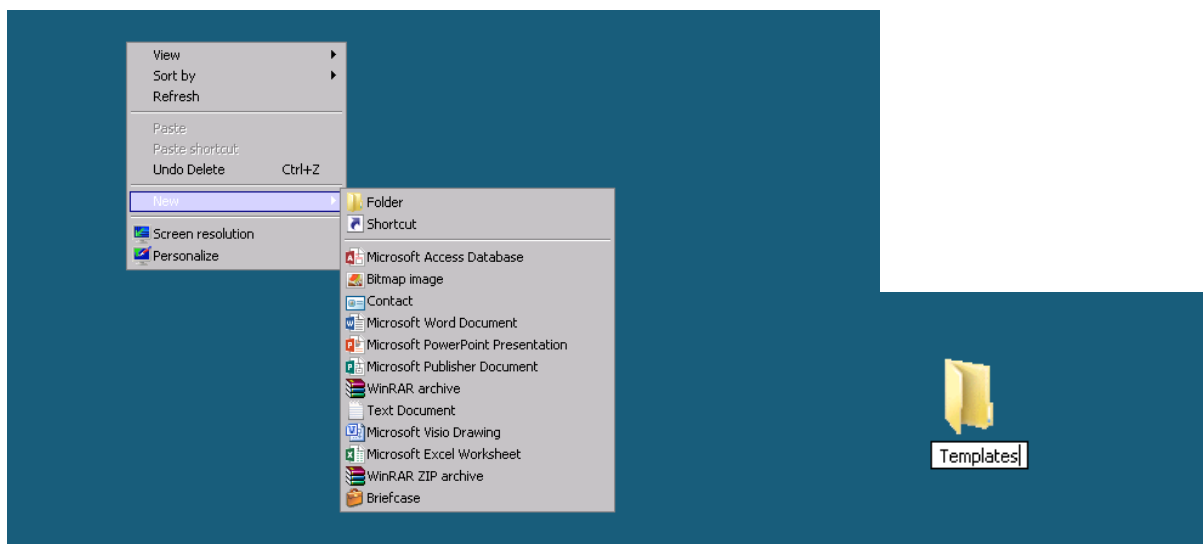 View
Sort by
Refresh
Paste
Paste shortcut
Undo Delete Ctrl+Z
New
Screen resolution
Personalize
Folder
Shortcut
Microsoft Access Database
Bitmap image
Contact
Microsoft Word Document
Microsoft PowerPoint Presentation
Microsoft Publisher Document
WinRAR archive
Text Document
Microsoft Visio Drawing
Microsoft Excel Worksheet
WinRAR ZIP archive
Briefcase
Templates